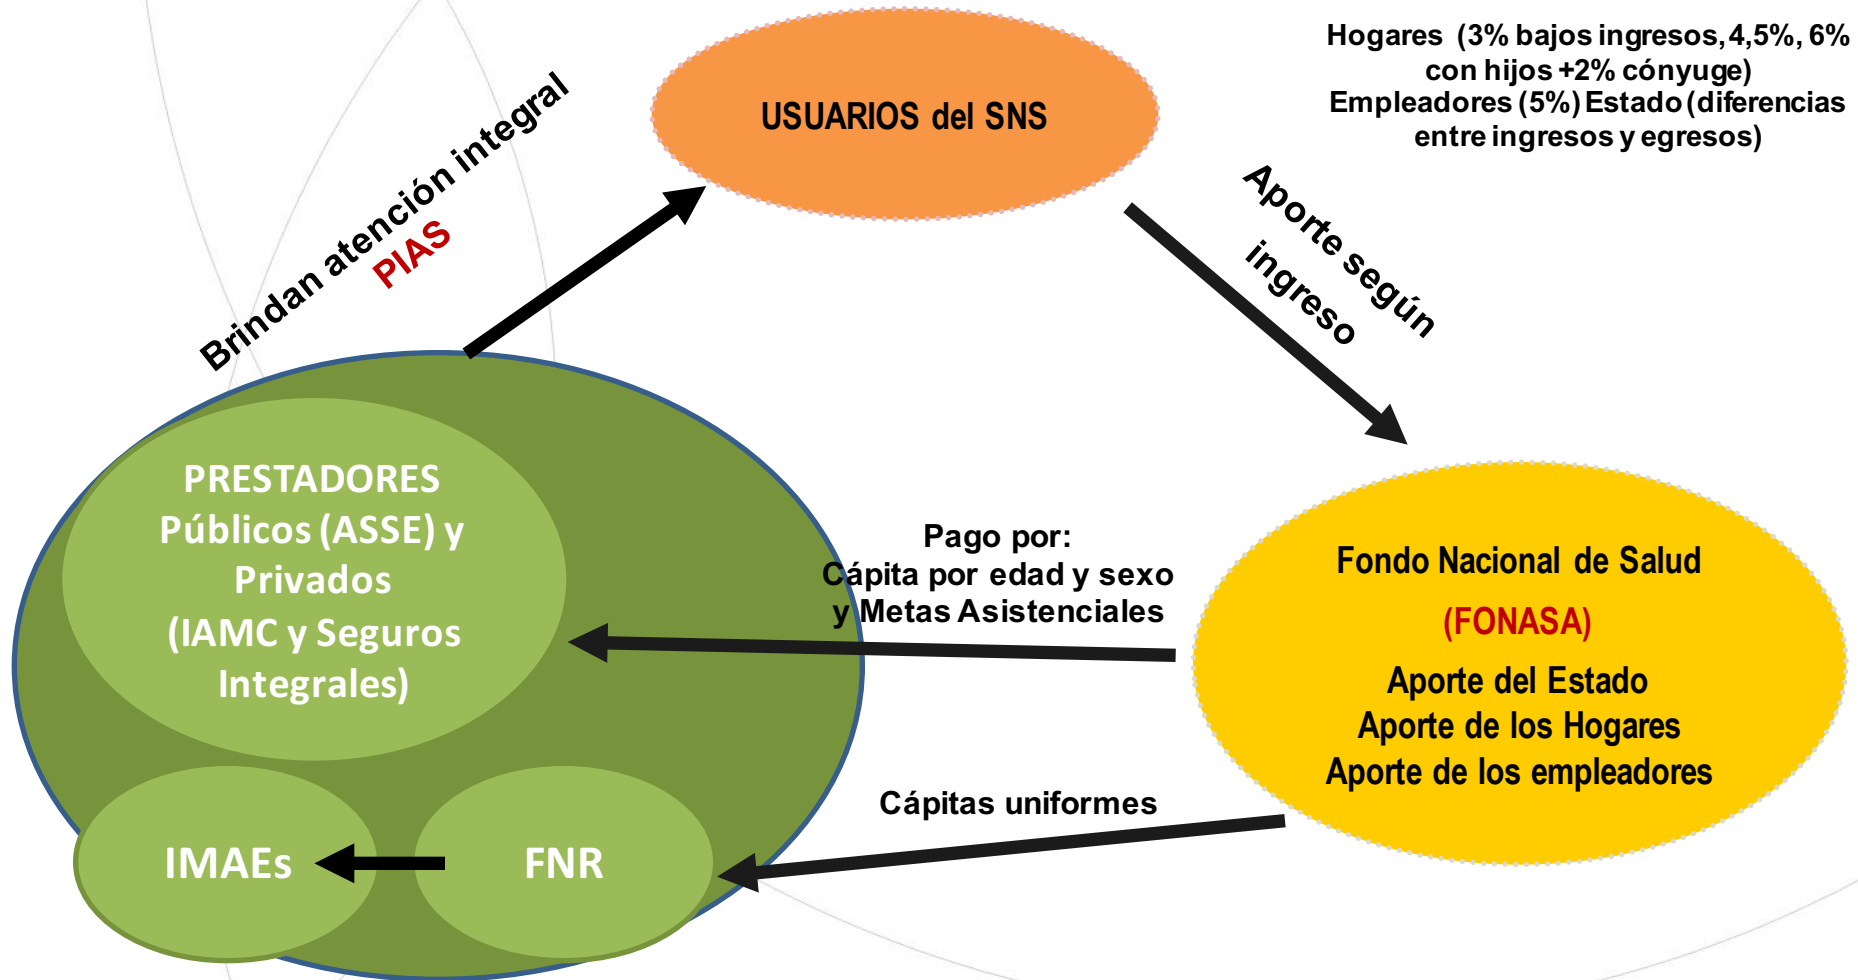 Hogares (3% bajos ingresos, 4,5%, 6%
con hijos +2% cónyuge)
Empleadores (5%) Estado (diferencias
entre ingresos y egresos)
USUARIOS del SNS
Brindan atención integral
PIAS
Aporte según
ingreso
PRESTADORES
Públicos (ASSE) y
Privados
(IAMC y Seguros
Integrales)
Pago por:
Cápita por edad y sexo
y Metas Asistenciales
Fondo Nacional de Salud
(FONASA)
Aporte del Estado
Aporte de los Hogares
Aporte de los empleadores
Cápitas uniformes
IMAEs
FNR